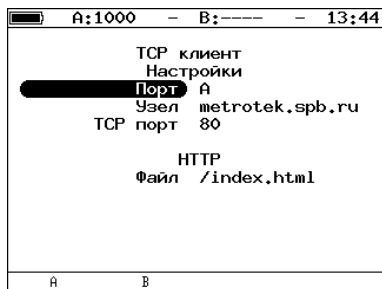 A:1000 – B:---- – 13:44
TCP клиент
Настройки
Порт A
Узел metrotek.spb.ru
TCP порт 80
HTTP
Файл /index.html
A B